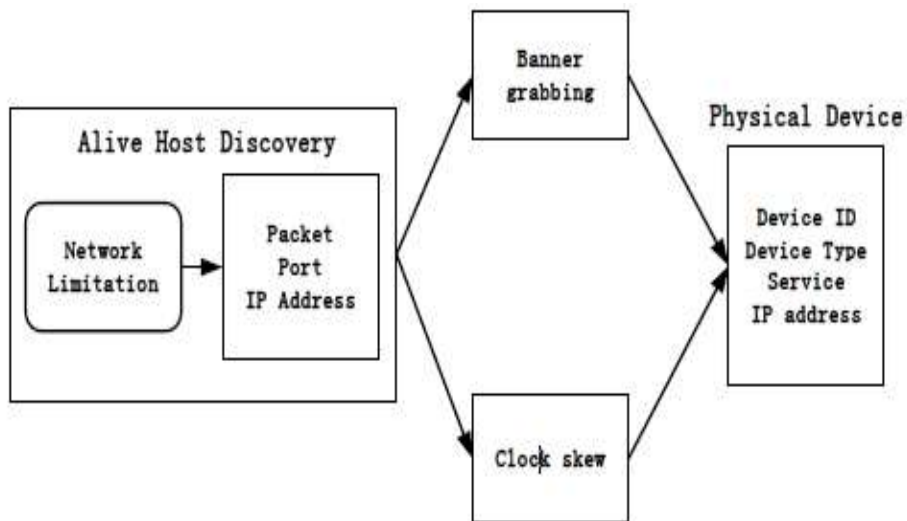 Alive Host Discovery
Network
Limitation
Packet
Port
IP Address
Banner
grabbing
Clock skew
Physical Device
Device ID
Device Type
Service
IP address